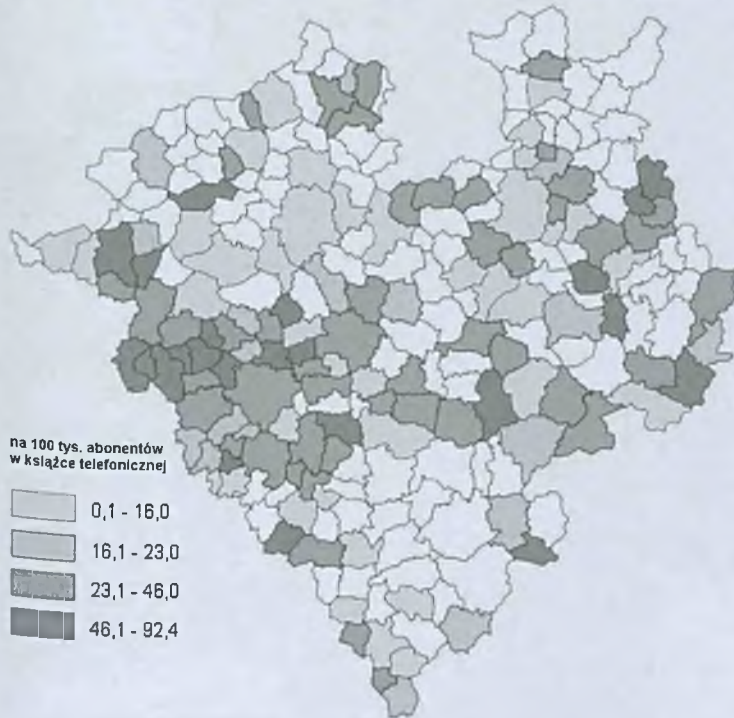 na 100 tys. abonentów
w książce telefonicznej
0,1 - 16,0
16,1 - 23,0
23,1 - 46,0
46,1 - 92,4